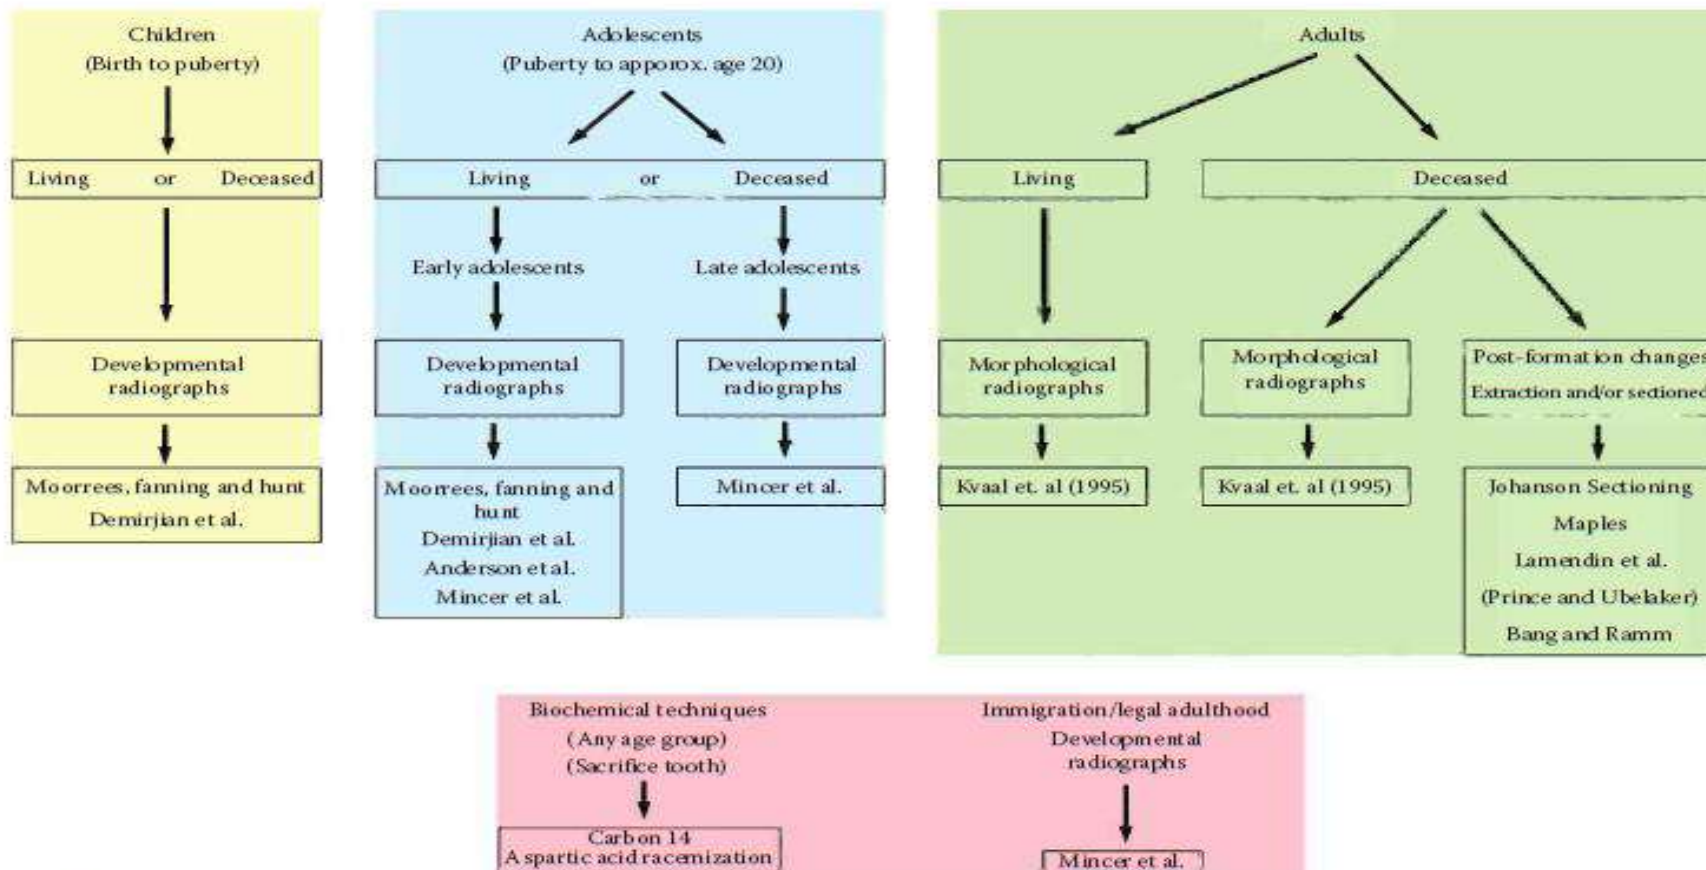 Children
(Birth to puberty)
Living or Deceased
Developmental
radiographs
Moorrees, fanning and hunt
Demirjian et al.
Adolescents
(Puberty to apporox. age 20)
Living or Deceased
Early adolescents
Developmental
radiographs
Moorrees, fanning and
hunt
Demirjian et al.
Anderson et al.
Mincer et al.
Late adolescents
Developmental
radiographs
Mincer et al.
Adults
Living
Morphological
radiographs
Kvaal et. al (1995)
Deceased
Morphological
radiographs
Kvaal et. al (1995)
Post-formation changes
Extraction and/or sectioned
Johanson Sectioning
Maples
Lamendin et al.
(Prince and Ubelaker)
Bang and Ramm
Biochemical techniques
(Any age group)
(Sacrifice tooth)
Carbon 14
Aspartic acid racemization
Immigration/legal adulthood
Developmental
radiographs
Mincer et al.